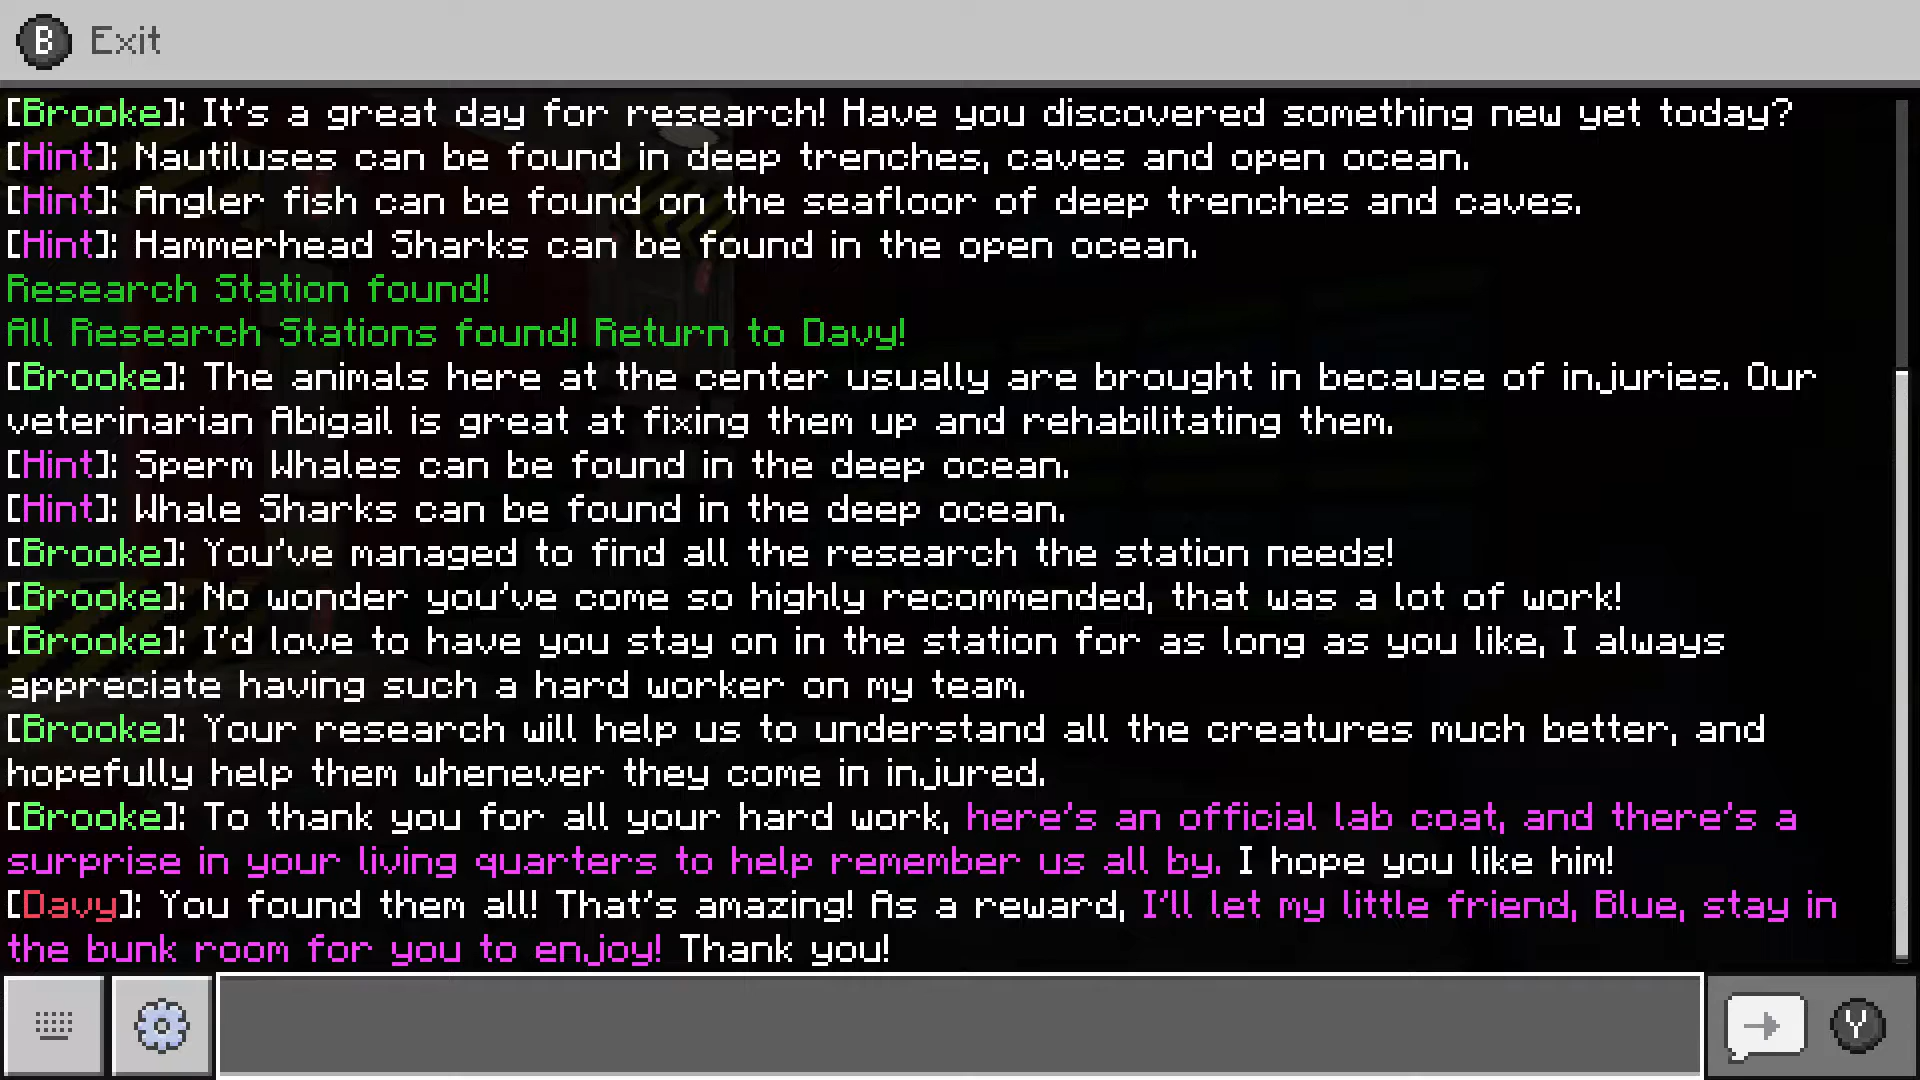 B Exit
[Brooke]: It's a great day for research! Have you discovered something new yet today?
[Hint]: Nautiluses can be found in deep trenches, caves and open ocean.
[Hint]: Angler fish can be found on the seafloor of deep trenches and caves.
[Hint]: Hammerhead Sharks can be found in the open ocean.
Research Station found!
All Research Stations found! Return to Davy!
[Brooke]: The animals here at the center usually are brought in because of injuries. Our
veterinarian Abigail is great at fixing them up and rehabilitating them.
[Hint]: Sperm Whales can be found in the deep ocean.
[Hint]: Whale Sharks can be found in the deep ocean.
[Brooke]: You've managed to find all the research the station needs!
[Brooke]: No wonder you've come so highly recommended, that was a lot of work!
[Brooke]: I'd love to have you stay on in the station for as long as you like, I always
appreciate having such a hard worker on my team.
[Brooke]: Your research will help us to understand all the creatures much better, and
hopefully help them whenever they come in injured.
[Brooke]: To thank you for all your hard work, here's an official lab coat, and there's a
surprise in your living quarters to help remember us all by. I hope you like him!
[Davy]: You found them all! That's amazing! As a reward, I'll let my little friend, Blue, stay in
the bunk room for you to enjoy! Thank you!
Y